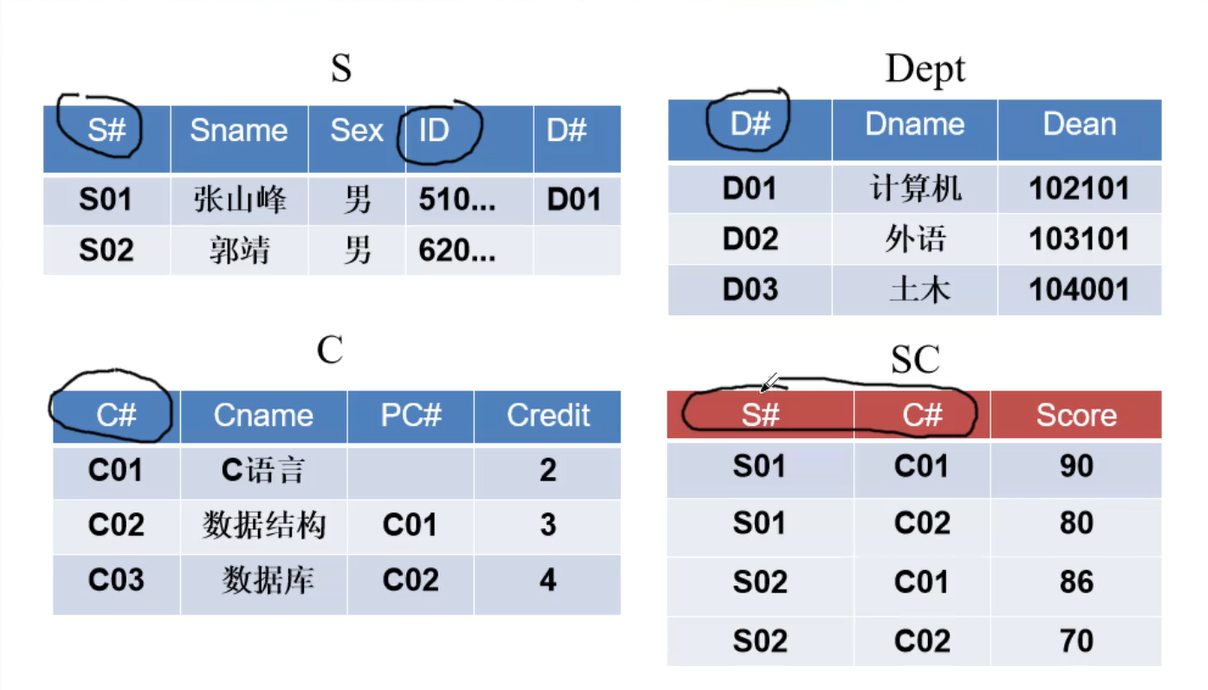 S
S# Sname Sex ID D#
S01 张山峰 男 510... D01
S02 郭靖 男 620...
Dept
D# Dname Dean
D01 计算机 102101
D02 外语 103101
D03 土木 104001
C
C# Cname PC# Credit
C01 C语言 2
C02 数据结构 C01 3
C03 数据库 C02 4
SC
S# C# Score
S01 C01 90
S01 C02 80
S02 C01 86
S02 C02 70